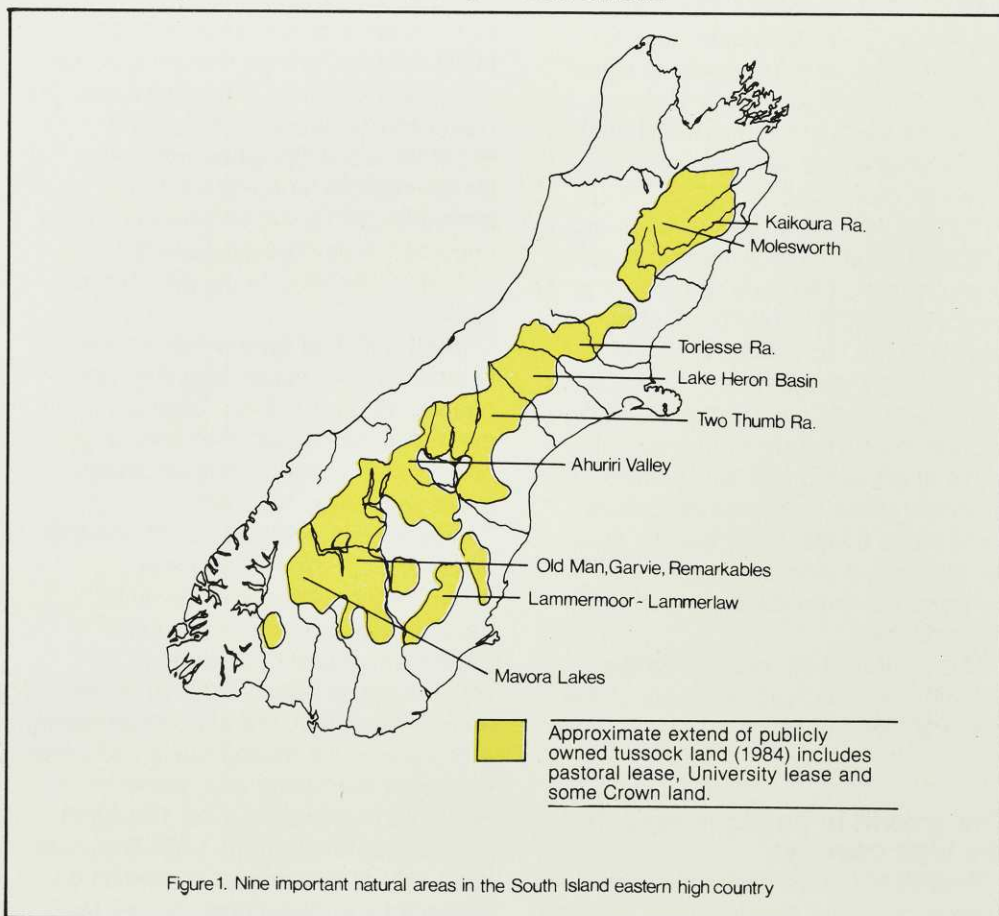 Kaikoura Ra.
Molesworth
Torlesse Ra.
Lake Heron Basin
Two Thumb Ra.
Ahuriri Valley
Old Man, Garvie, Remarkables
Lammermoor - Lammerlaw
Mavora Lakes
Approximate extend of publicly
owned tussock land (1984) includes
pastoral lease, University lease and
some Crown land.
Figure 1. Nine important natural areas in the South Island eastern high country